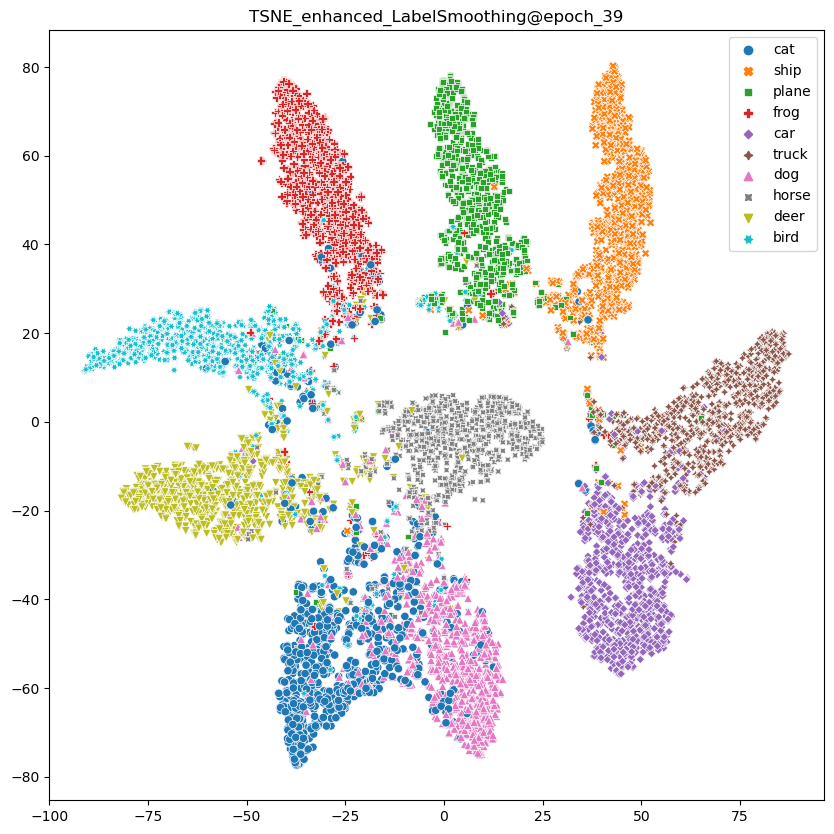 TSNE_enhanced_LabelSmoothing@epoch_39
cat
ship
plane
frog
car
truck
dog
horse
deer
bird
80
60
40
20
0
−20
−40
−60
−80
−100
−75
−50
−25
0
25
50
75